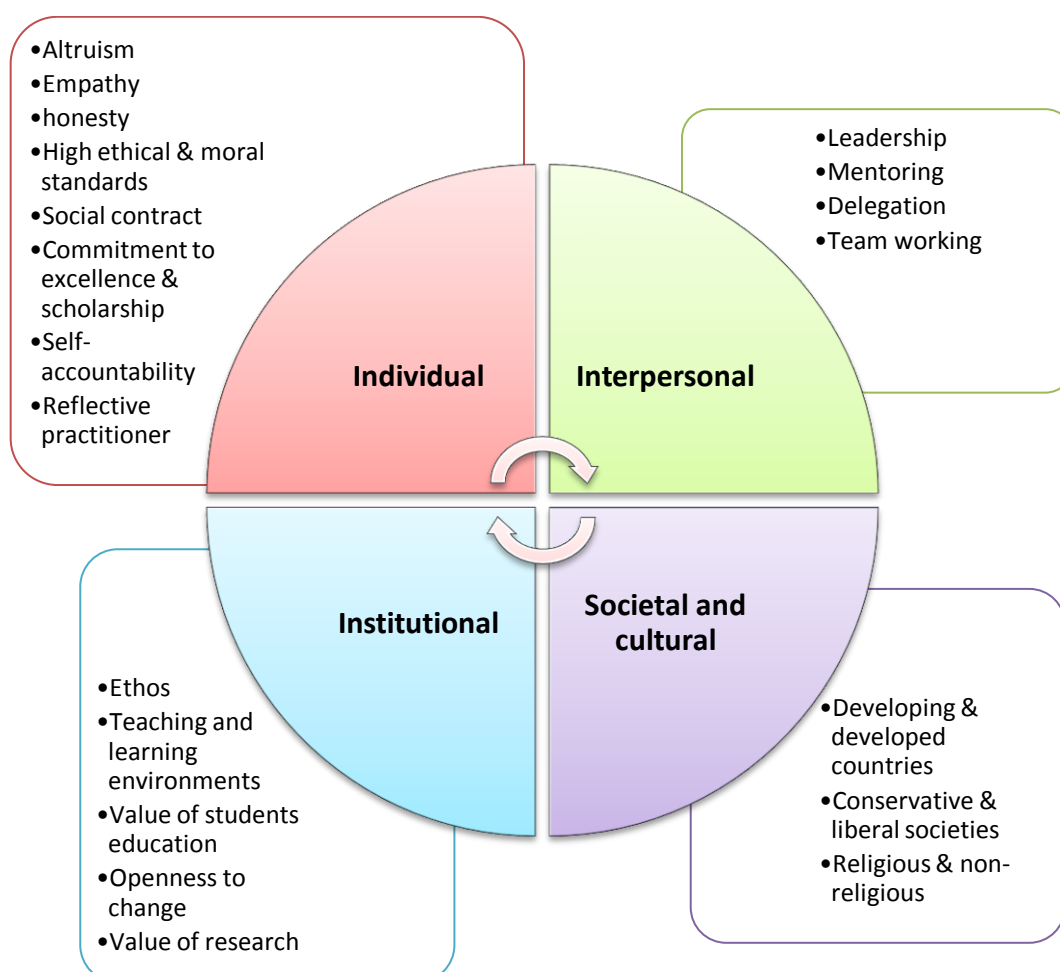 •Altruism
•Empathy
•honesty
•High ethical & moral
standards
•Social contract
•Commitment to
excellence &
scholarship
•Self-
accountability
•Reflective
practitioner
•Leadership
•Mentoring
•Delegation
•Team working
Individual
Interpersonal
Institutional
Societal and
cultural
•Ethos
•Teaching and
learning
environments
•Value of students
education
•Openness to
change
•Value of research
•Developing &
developed
countries
•Conservative &
liberal societies
•Religious & non-
religious